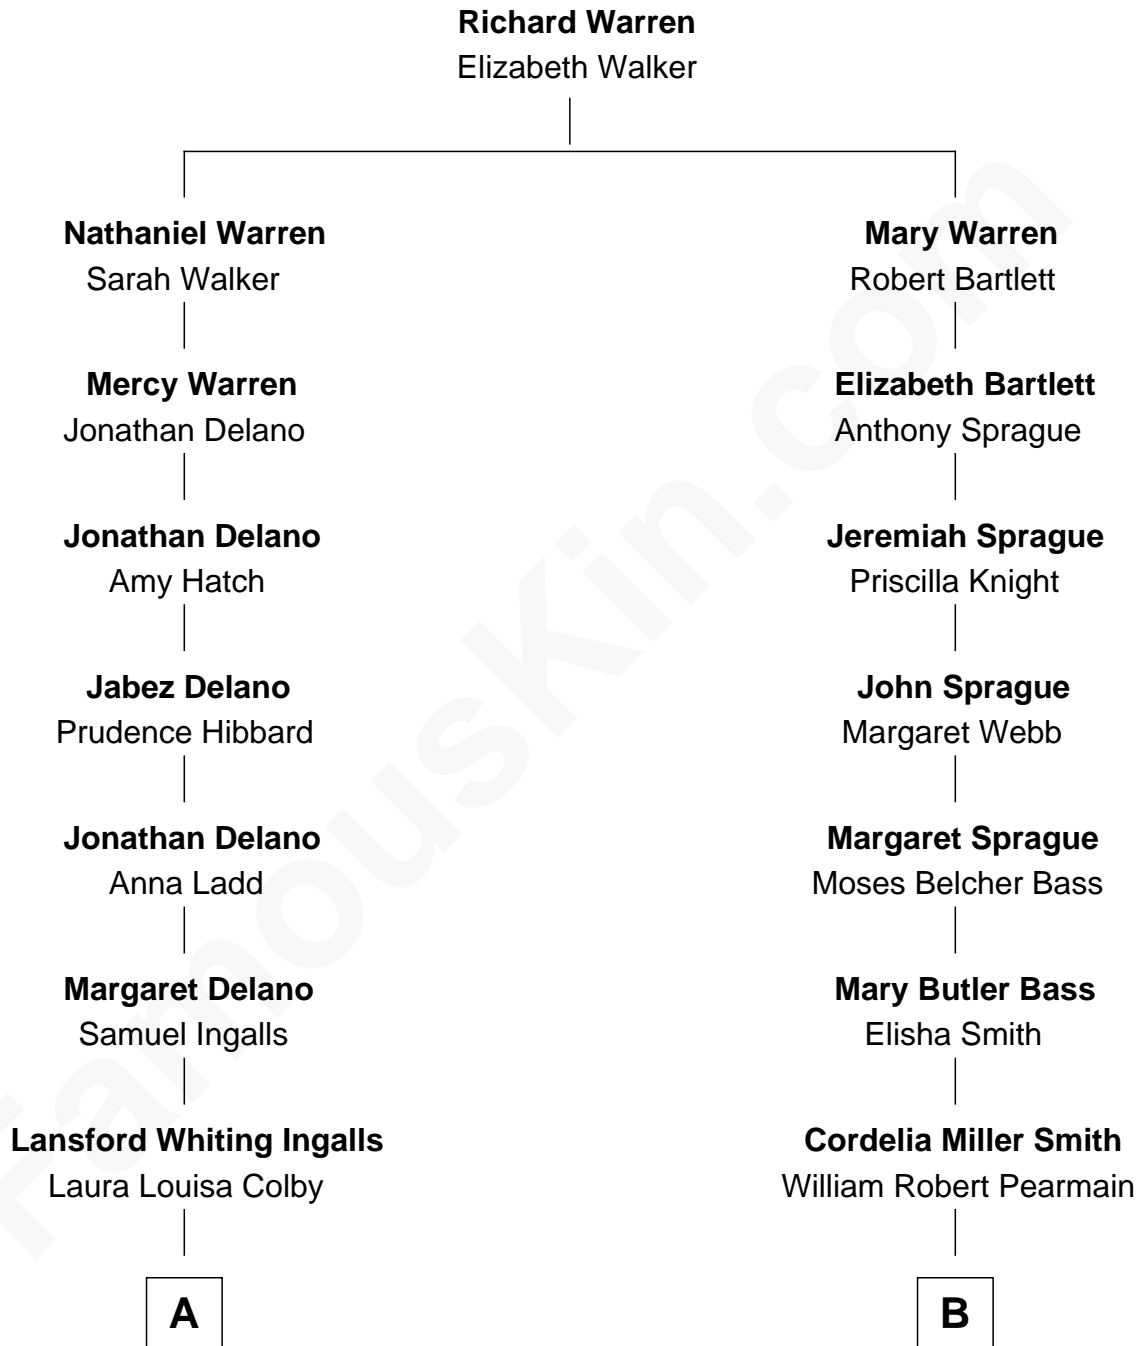 Richard Warren
Elizabeth Walker
Nathaniel Warren
Sarah Walker
Mercy Warren
Jonathan Delano
Jonathan Delano
Amy Hatch
Jabez Delano
Prudence Hibbard
Jonathan Delano
Anna Ladd
Margaret Delano
Samuel Ingalls
Lansford Whiting Ingalls
Laura Louisa Colby
A
Mary Warren
Robert Bartlett
Elizabeth Bartlett
Anthony Sprague
Jeremiah Sprague
Priscilla Knight
John Sprague
Margaret Webb
Margaret Sprague
Moses Belcher Bass
Mary Butler Bass
Elisha Smith
Cordelia Miller Smith
William Robert Pearmain
B
FamousKin.com